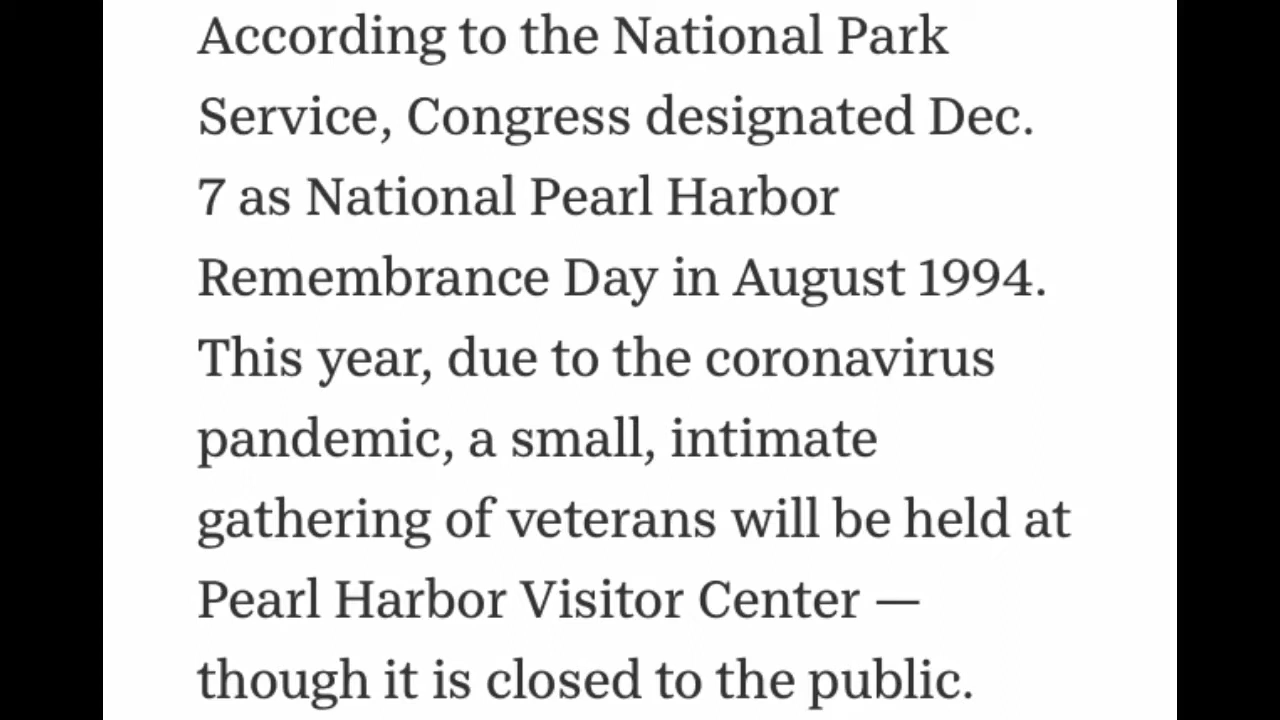 According to the National Park
Service, Congress designated Dec.
7 as National Pearl Harbor
Remembrance Day in August 1994.
This year, due to the coronavirus
pandemic, a small, intimate
gathering of veterans will be held at
Pearl Harbor Visitor Center —
though it is closed to the public.